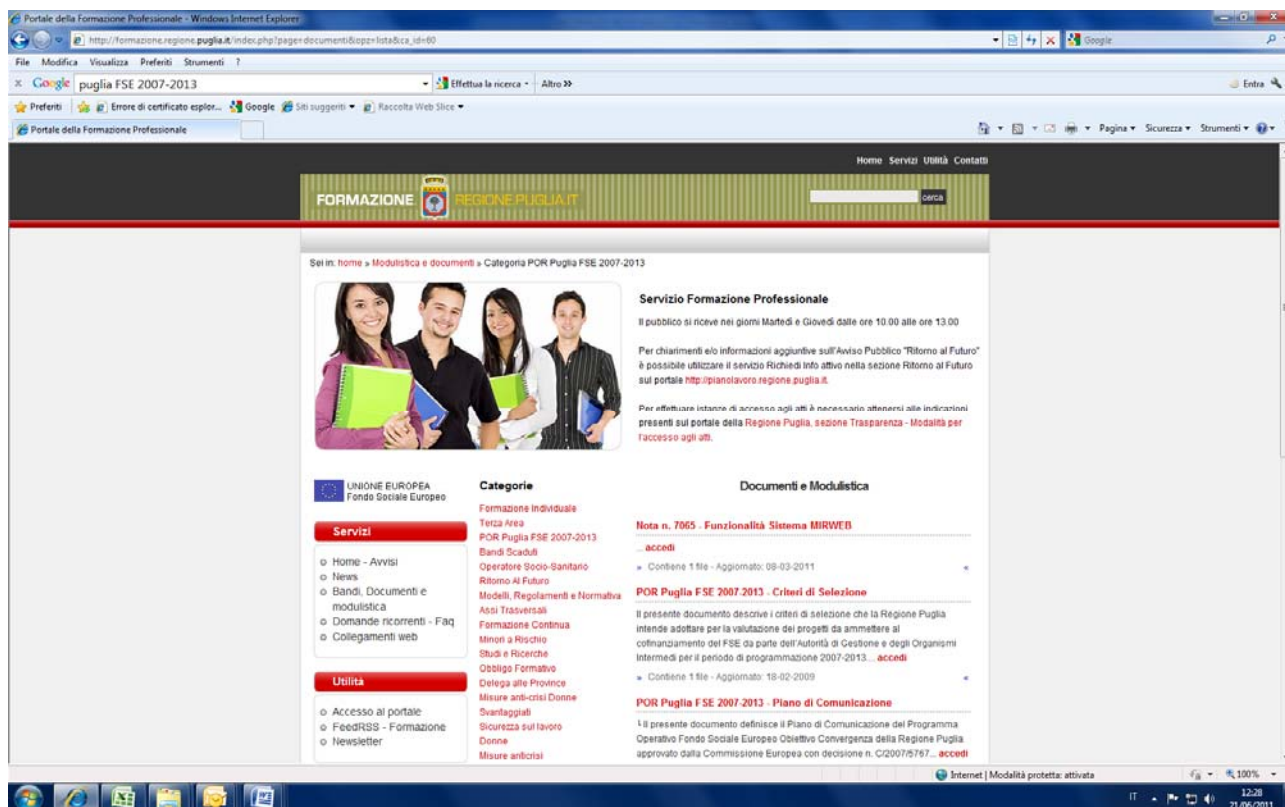 Portale della Formazione Professionale - Windows Internet Explorer
http://formazione.regione.puglia.it/index.php?page=documenti&opz=lista&ca_id=60
Google
File Modifica Visualizza Preferiti Strumenti ?
x Google puglia FSE 2007-2013 Effettua la ricerca Altro >> Entra
Preferiti Errore di certificato esplor... Google Siti suggeriti Raccolta Web Slice
Portale della Formazione Professionale Pagina Sicurezza Strumenti
Home Servizi Utilità Contatti
FORMAZIONE. REGIONE.PUGLIA.IT cerca
Sei in: home » Modulistica e documenti » Categoria POR Puglia FSE 2007-2013
Servizio Formazione Professionale
Il pubblico si riceve nei giorni Martedì e Giovedì dalle ore 10.00 alle ore 13.00
Per chiarimenti e/o informazioni aggiuntive sull'Avviso Pubblico "Ritorno al Futuro"
è possibile utilizzare il servizio Richiedi Info attivo nella sezione Ritorno al Futuro
sul portale http://pianolavoro.regione.puglia.it.
Per effettuare istanze di accesso agli atti è necessario attenersi alle indicazioni
presenti sul portale della Regione Puglia, sezione Trasparenza - Modalità per
l'accesso agli atti.
UNIONE EUROPEA
Fondo Sociale Europeo
Servizi
Home - Avvisi
News
Bandi, Documenti e
modulistica
Domande ricorrenti - Faq
Collegamenti web
Utilità
Accesso al portale
FeedRSS - Formazione
Newsletter
Categorie
Formazione Individuale
Terza Area
POR Puglia FSE 2007-2013
Bandi Scaduti
Operatore Socio-Sanitario
Ritorno Al Futuro
Modelli, Regolamenti e Normativa
Assi Trasversali
Formazione Continua
Minori a Rischio
Studi e Ricerche
Obbligo Formativo
Delega alle Province
Misure anti-crisi Donne
Svantaggiati
Sicurezza sul lavoro
Donne
Misure anticrisi
Documenti e Modulistica
Nota n. 7065 - Funzionalità Sistema MIRWEB
... accedi
» Contiene 1 file - Aggiornato: 09-03-2011 «
POR Puglia FSE 2007-2013 - Criteri di Selezione
Il presente documento descrive i criteri di selezione che la Regione Puglia
intende adottare per la valutazione dei progetti da ammettere al
cofinanziamento del FSE da parte dell'Autorità di Gestione e degli Organismi
Intermedi per il periodo di programmazione 2007-2013... accedi
» Contiene 1 file - Aggiornato: 18-02-2009 «
POR Puglia FSE 2007-2013 - Piano di Comunicazione
Il presente documento definisce il Piano di Comunicazione del Programma
Operativo Fondo Sociale Europeo Obiettivo Convergenza della Regione Puglia
approvato dalla Commissione Europea con decisione n. C/2007/5767... accedi
Internet | Modalità protetta: attivata 100%
IT 12:28